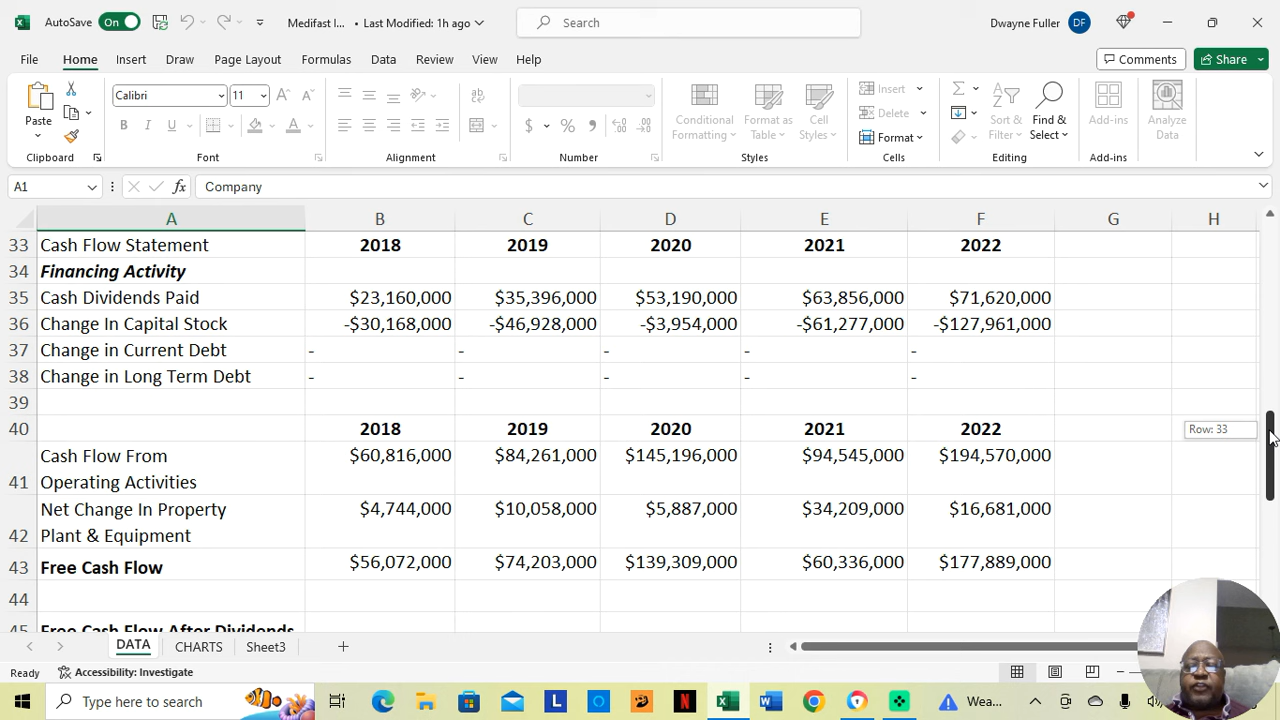 AutoSave On Medifast I... • Last Modified: 1h ago Search Dwayne Fuller DF
File Home Insert Draw Page Layout Formulas Data Review View Help Comments Share
Paste Calibri 11 Insert Delete Format
B I U $ % Conditional Formatting Format as Table Cell Styles Sort & Filter Find & Select Add-ins Analyze Data
Clipboard Font Alignment Number Styles Cells Editing Add-ins
A1 fx Company
A B C D E F G H
33 Cash Flow Statement 2018 2019 2020 2021 2022
34 Financing Activity
35 Cash Dividends Paid $23,160,000 $35,396,000 $53,190,000 $63,856,000 $71,620,000
36 Change In Capital Stock -$30,168,000 -$46,928,000 -$3,954,000 -$61,277,000 -$127,961,000
37 Change in Current Debt - - - - -
38 Change in Long Term Debt - - - - -
39
40 2018 2019 2020 2021 2022 Row: 33
Cash Flow From $60,816,000 $84,261,000 $145,196,000 $94,545,000 $194,570,000
41 Operating Activities
Net Change In Property $4,744,000 $10,058,000 $5,887,000 $34,209,000 $16,681,000
42 Plant & Equipment
43 Free Cash Flow $56,072,000 $74,203,000 $139,309,000 $60,336,000 $177,889,000
44
45 Free Cash Flow After Dividends
DATA CHARTS Sheet3
Ready Accessibility: Investigate
Type here to search Wea...